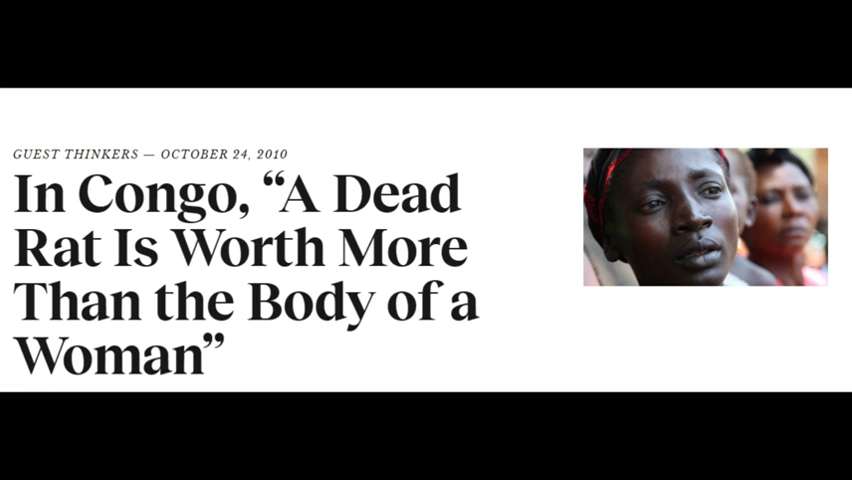 GUEST THINKERS — OCTOBER 24, 2010
In Congo, “A Dead
Rat Is Worth More
Than the Body of a
Woman”